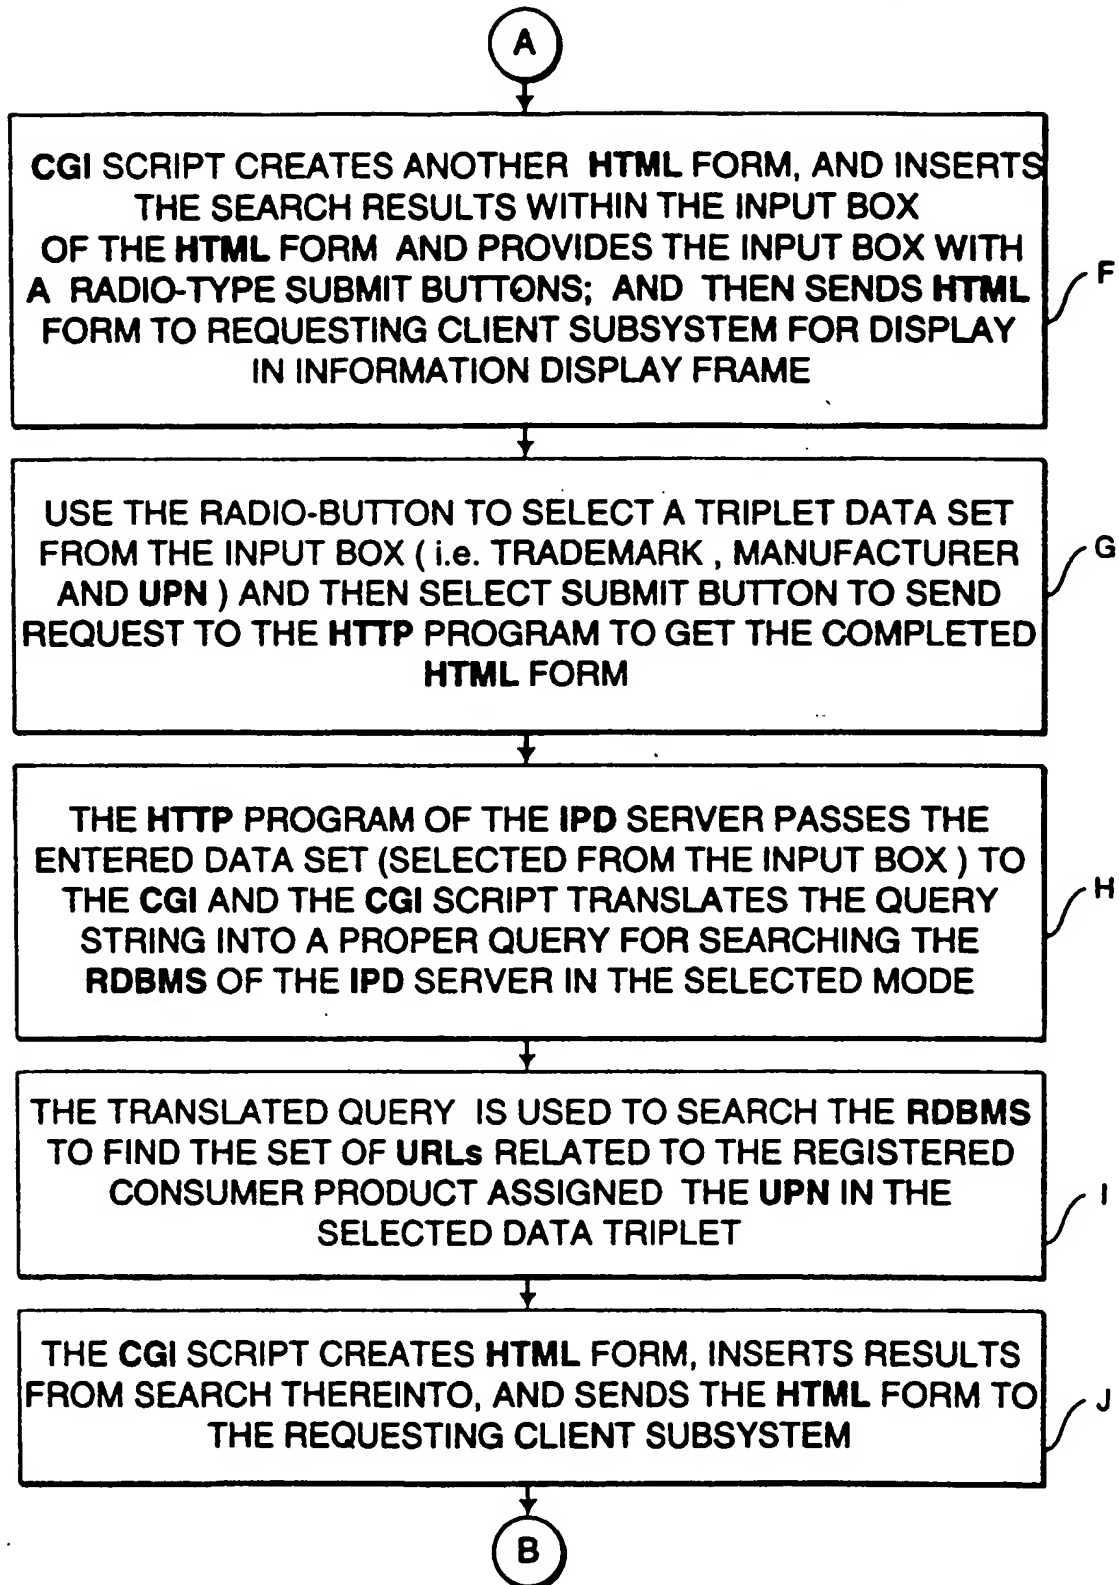 A
CGI SCRIPT CREATES ANOTHER HTML FORM, AND INSERTS
THE SEARCH RESULTS WITHIN THE INPUT BOX
OF THE HTML FORM AND PROVIDES THE INPUT BOX WITH
A RADIO-TYPE SUBMIT BUTTONS; AND THEN SENDS HTML
FORM TO REQUESTING CLIENT SUBSYSTEM FOR DISPLAY
IN INFORMATION DISPLAY FRAME
F
USE THE RADIO-BUTTON TO SELECT A TRIPLET DATA SET
FROM THE INPUT BOX ( i.e. TRADEMARK , MANUFACTURER
AND UPN ) AND THEN SELECT SUBMIT BUTTON TO SEND
REQUEST TO THE HTTP PROGRAM TO GET THE COMPLETED
HTML FORM
G
THE HTTP PROGRAM OF THE IPD SERVER PASSES THE
ENTERED DATA SET (SELECTED FROM THE INPUT BOX ) TO
THE CGI AND THE CGI SCRIPT TRANSLATES THE QUERY
STRING INTO A PROPER QUERY FOR SEARCHING THE
RDBMS OF THE IPD SERVER IN THE SELECTED MODE
H
THE TRANSLATED QUERY IS USED TO SEARCH THE RDBMS
TO FIND THE SET OF URLs RELATED TO THE REGISTERED
CONSUMER PRODUCT ASSIGNED THE UPN IN THE
SELECTED DATA TRIPLET
I
THE CGI SCRIPT CREATES HTML FORM, INSERTS RESULTS
FROM SEARCH THEREINTO, AND SENDS THE HTML FORM TO
THE REQUESTING CLIENT SUBSYSTEM
J
B